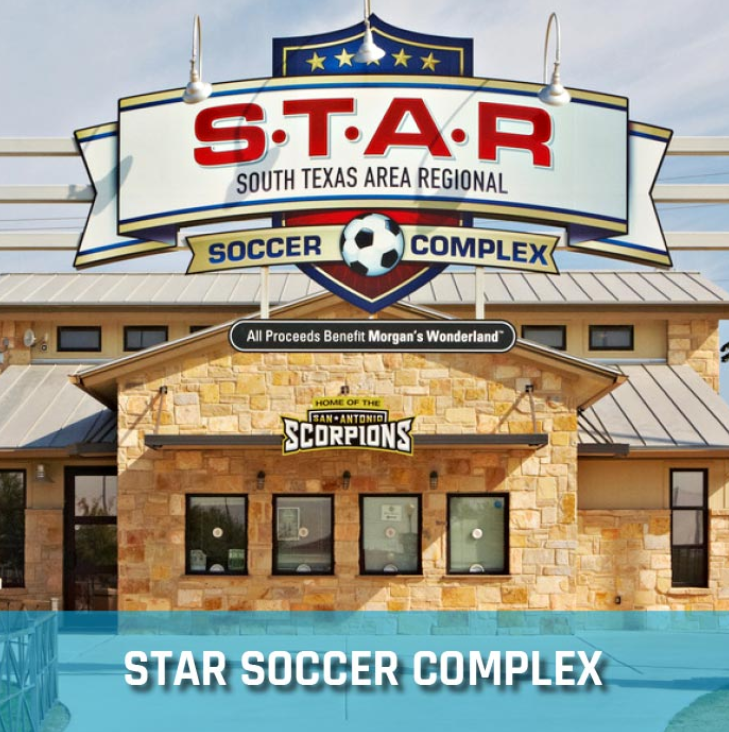 S·T·A·R
SOUTH TEXAS AREA REGIONAL
SOCCER COMPLEX
All Proceeds Benefit Morgan's Wonderland™
HOME OF THE
SAN★ANTONIO
SCORPIONS
STAR SOCCER COMPLEX